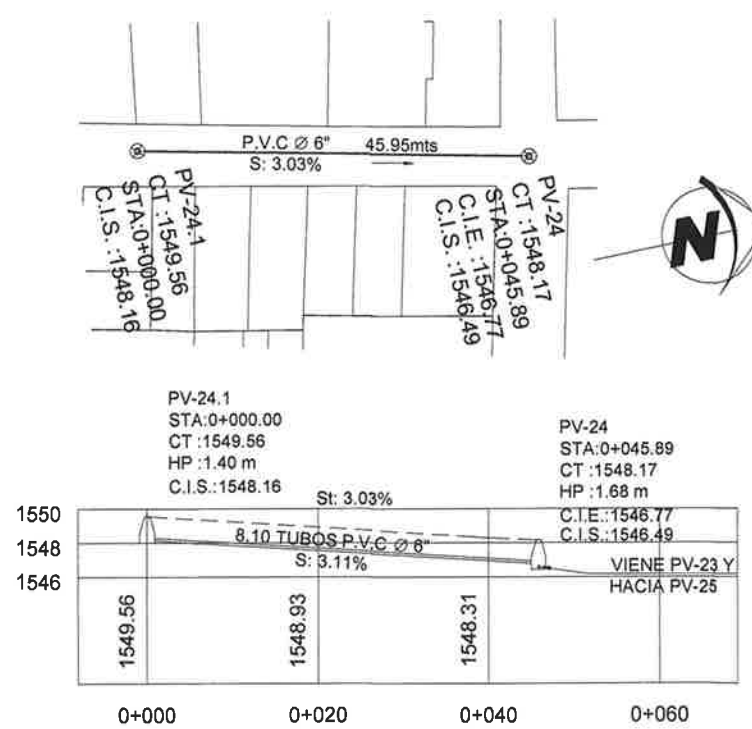 P.V.C Ø 6" 45.95mts
S: 3.03%
PV-24.1
CT :1549.56
STA:0+000.00
C.I.S. :1548.16
PV-24
CT :1548.17
STA:0+045.89
C.I.E. :1546.77
C.I.S. :1546.49
N
PV-24.1
STA:0+000.00
CT :1549.56
HP :1.40 m
C.I.S.:1548.16
PV-24
STA:0+045.89
CT :1548.17
HP :1.68 m
C.I.E.:1546.77
C.I.S.:1546.49
St: 3.03%
1550
1548
1546
8.10 TUBOS P.V.C Ø 6"
S: 3.11%
VIENE PV-23 Y
HACIA PV-25
1549.56
1548.93
1548.31
0+000 0+020 0+040 0+060